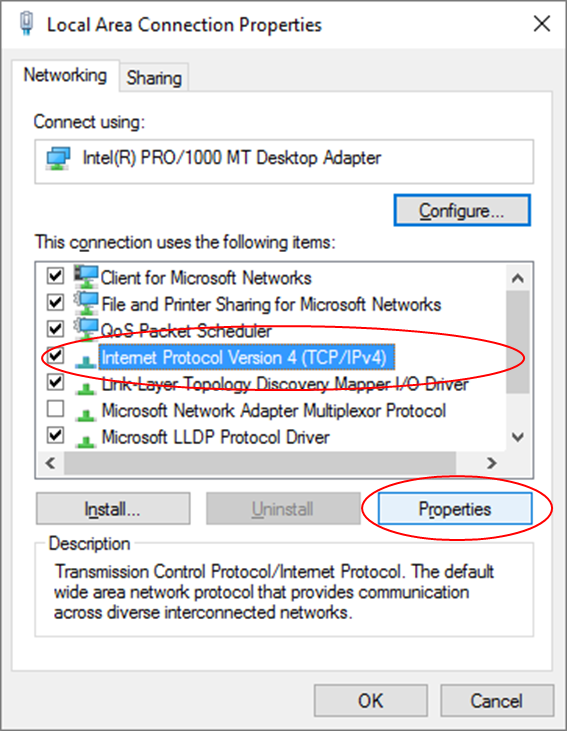 Local Area Connection Properties
Networking
Sharing
Connect using:
Intel(R) PRO/1000 MT Desktop Adapter
Configure...
This connection uses the following items:
Client for Microsoft Networks
File and Printer Sharing for Microsoft Networks
QoS Packet Scheduler
Internet Protocol Version 4 (TCP/IPv4)
Link-Layer Topology Discovery Mapper I/O Driver
Microsoft Network Adapter Multiplexor Protocol
Microsoft LLDP Protocol Driver
Install...
Uninstall
Properties
Description
Transmission Control Protocol/Internet Protocol. The default
wide area network protocol that provides communication
across diverse interconnected networks.
OK
Cancel